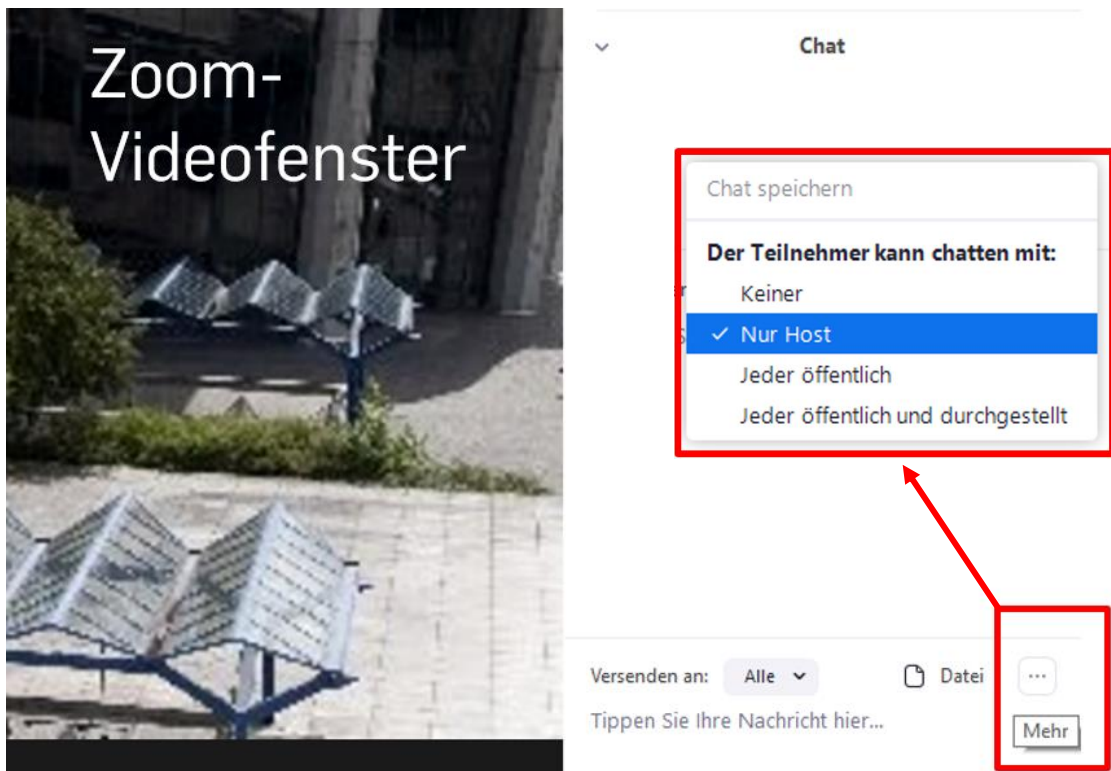 Zoom-
Videofenster
Chat
Chat speichern
Der Teilnehmer kann chatten mit:
Keiner
Nur Host
Jeder öffentlich
Jeder öffentlich und durchgestellt
Versenden an: Alle Datei ...
Tippen Sie Ihre Nachricht hier...
Mehr